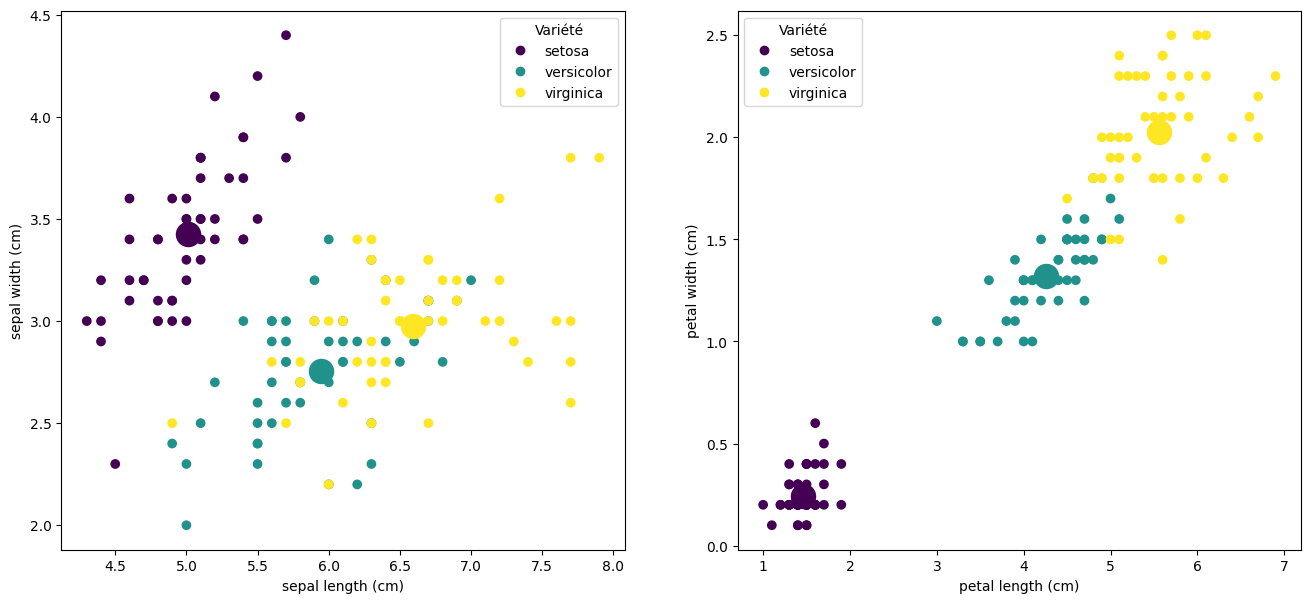 4.5
4.0
3.5
3.0
2.5
2.0
sepal width (cm)
4.5 5.0 5.5 6.0 6.5 7.0 7.5 8.0
sepal length (cm)
Variété
setosa
versicolor
virginica
2.5
2.0
1.5
1.0
0.5
0.0
petal width (cm)
1 2 3 4 5 6 7
petal length (cm)
Variété
setosa
versicolor
virginica